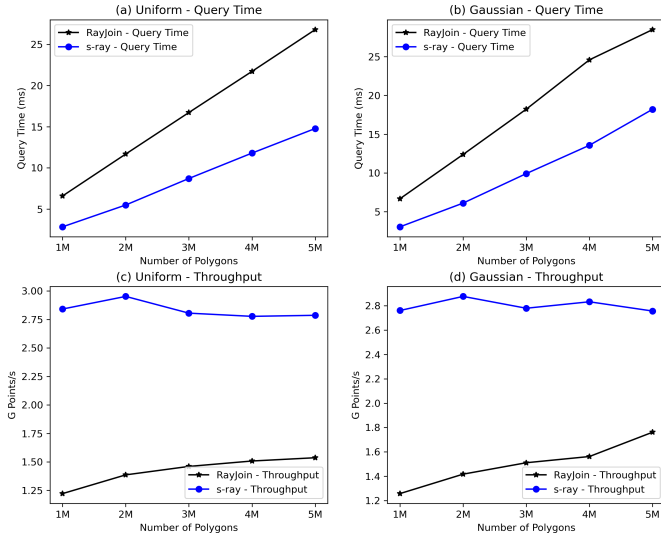 (a) Uniform - Query Time
RayJoin - Query Time
s-ray - Query Time
Query Time (ms)
25
20
15
10
5
1M 2M 3M 4M 5M
Number of Polygons
(b) Gaussian - Query Time
RayJoin - Query Time
s-ray - Query Time
Query Time (ms)
25
20
15
10
5
1M 2M 3M 4M 5M
Number of Polygons
(c) Uniform - Throughput
G Points/s
3.00
2.75
2.50
2.25
2.00
1.75
1.50
1.25
RayJoin - Throughput
s-ray - Throughput
1M 2M 3M 4M 5M
Number of Polygons
(d) Gaussian - Throughput
G Points/s
2.8
2.6
2.4
2.2
2.0
1.8
1.6
1.4
1.2
RayJoin - Throughput
s-ray - Throughput
1M 2M 3M 4M 5M
Number of Polygons